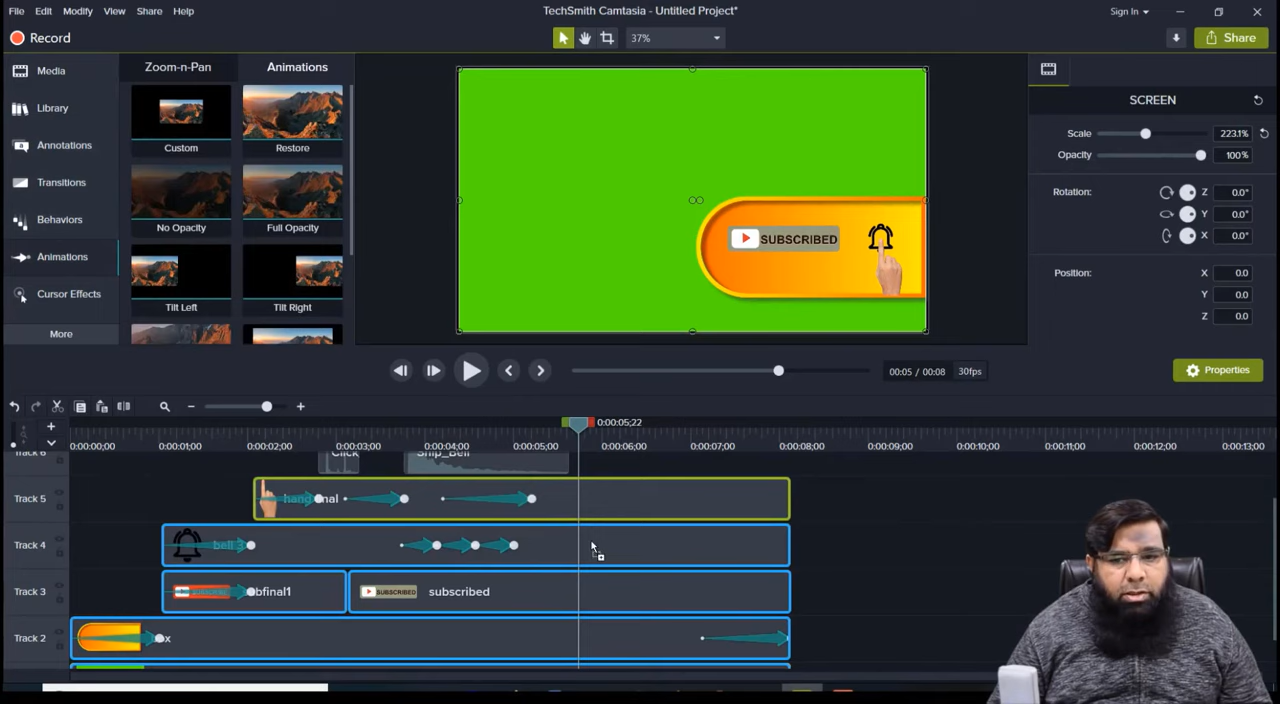 File Edit Modify View Share Help
TechSmith Camtasia - Untitled Project*
Sign In
Record
37%
Share
Media
Library
Annotations
Transitions
Behaviors
Animations
Cursor Effects
More
Zoom-n-Pan
Animations
Custom
Restore
No Opacity
Full Opacity
Tilt Left
Tilt Right
SUBSCRIBED
SCREEN
Scale 223.1%
Opacity 100%
Rotation: Z 0.0°
Y 0.0°
X 0.0°
Position: X 0.0
Y 0.0
Z 0.0
00:05 / 00:08 30fps
Properties
0:00:05;22
0:00:00;00 0:00:01;00 0:00:02;00 0:00:03;00 0:00:04;00 0:00:05;00 0:00:06;00 0:00:07;00 0:00:08;00 0:00:09;00 0:00:10;00 0:00:11;00 0:00:12;00 0:00:13;00
Track 6 Click Ship_Bell
Track 5
Track 4 bell
Track 3 bfinal1 SUBSCRIBED subscribed
Track 2 x